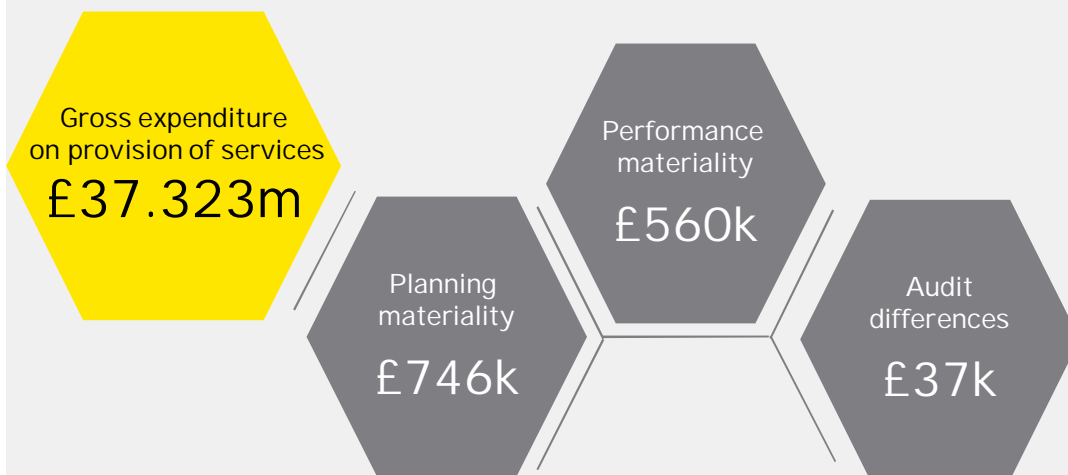 Gross expenditure
on provision of services
£37.323m
Planning
materiality
£746k
Performance
materiality
£560k
Audit
differences
£37k